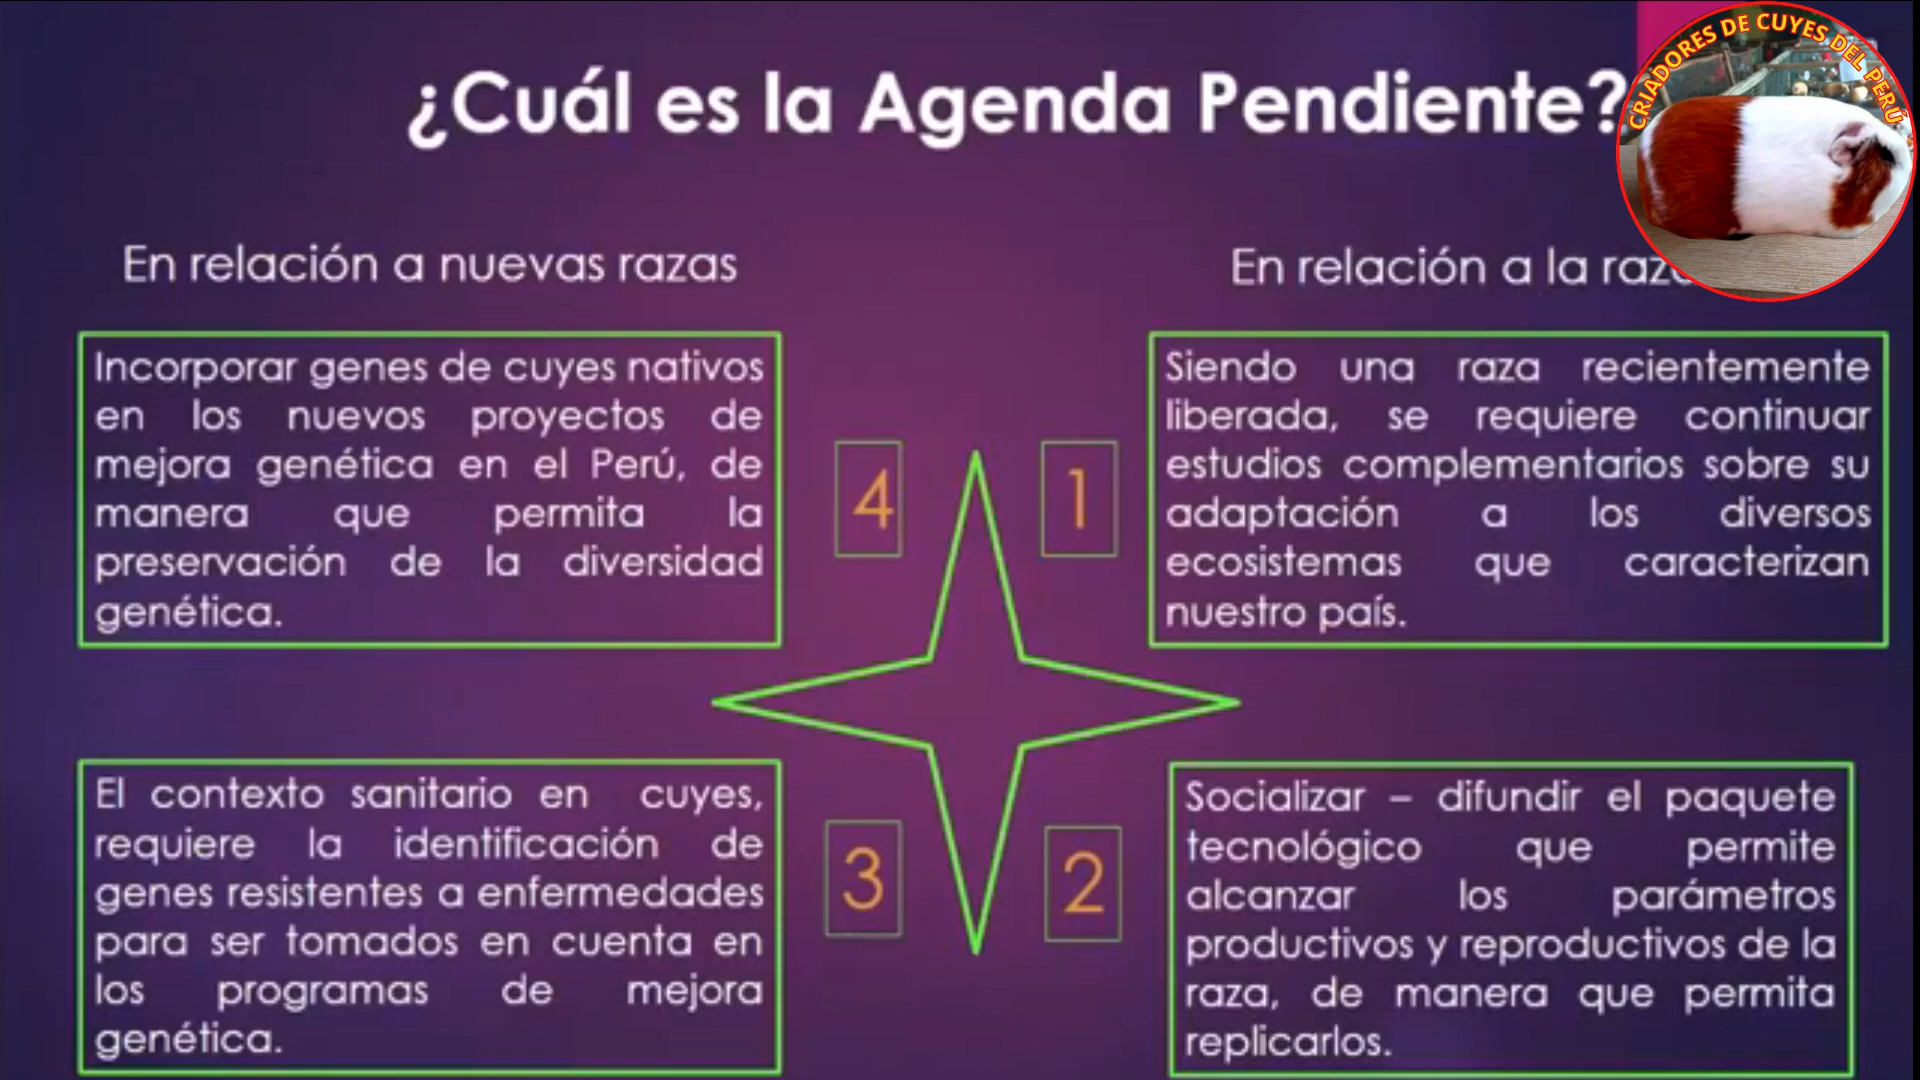 ¿Cuál es la Agenda Pendiente?
CRIADORES DE CUYES DEL PERÚ
En relación a nuevas razas
En relación a la
Incorporar genes de cuyes nativos
en los nuevos proyectos de
mejora genética en el Perú, de
manera que permita la
preservación de la diversidad
genética.
4
1
Siendo una raza recientemente
liberada, se requiere continuar
estudios complementarios sobre su
adaptación a los diversos
ecosistemas que caracterizan
nuestro país.
El contexto sanitario en cuyes,
requiere la identificación de
genes resistentes a enfermedades
para ser tomados en cuenta en
los programas de mejora
genética.
3
2
Socializar – difundir el paquete
tecnológico que permite
alcanzar los parámetros
productivos y reproductivos de la
raza, de manera que permita
replicarlos.